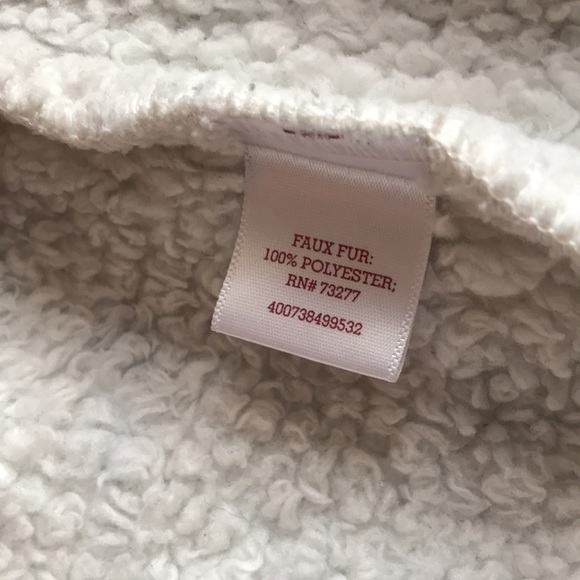 FAUX FUR:
100% POLYESTER;
RN# 73277
400738499532